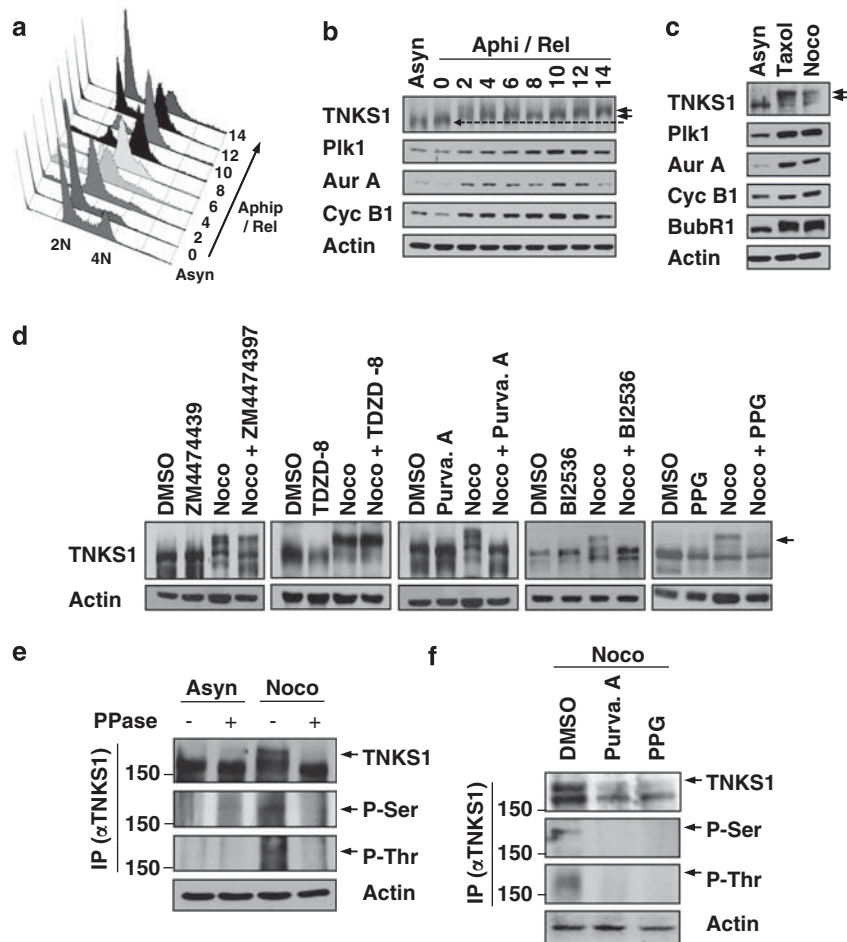 a
2N
4N
Asyn
0
2
4
6
8
10
12
14
Aphip
/ Rel
b
Aphi / Rel
Asyn 0 2 4 6 8 10 12 14
TNKS1
Plk1
Aur A
Cyc B1
Actin
c
Asyn Taxol Noco
TNKS1
Plk1
Aur A
Cyc B1
BubR1
Actin
d
DMSO ZM4474439 Noco Noco + ZM4474397
DMSO TDZD-8 Noco Noco + TDZD -8
DMSO Purva. A Noco Noco + Purva. A
DMSO BI2536 Noco Noco + BI2536
DMSO PPG Noco Noco + PPG
TNKS1
Actin
e
Asyn Noco
PPase - + - +
IP (αTNKS1)
150 TNKS1
150 P-Ser
150 P-Thr
Actin
f
Noco
DMSO Purva. A PPG
IP (αTNKS1)
150 TNKS1
150 P-Ser
150 P-Thr
Actin